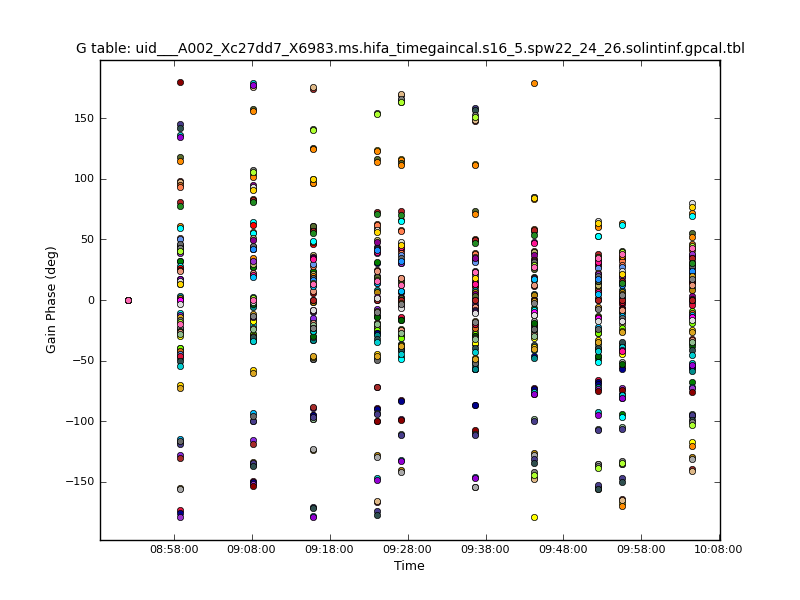 G table: uid___A002_Xc27dd7_X6983.ms.hifa_timegaincal.s16_5.spw22_24_26.solintinf.gpcal.tbl
150
100
50
0
−50
−100
−150
Gain Phase (deg)
08:58:00 09:08:00 09:18:00 09:28:00 09:38:00 09:48:00 09:58:00 10:08:00
Time